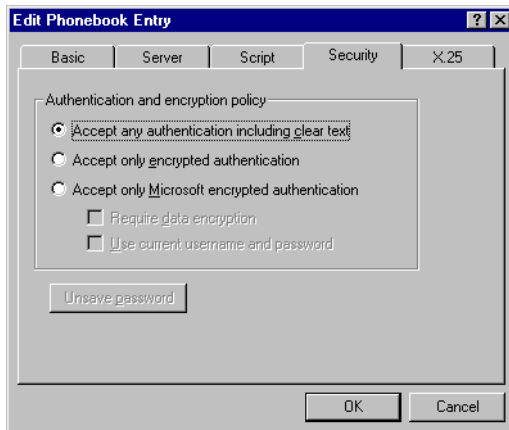 Edit Phonebook Entry
Basic Server Script Security X.25
Authentication and encryption policy
Accept any authentication including clear text
Accept only encrypted authentication
Accept only Microsoft encrypted authentication
Require data encryption
Use current username and password
Unsave password
OK Cancel